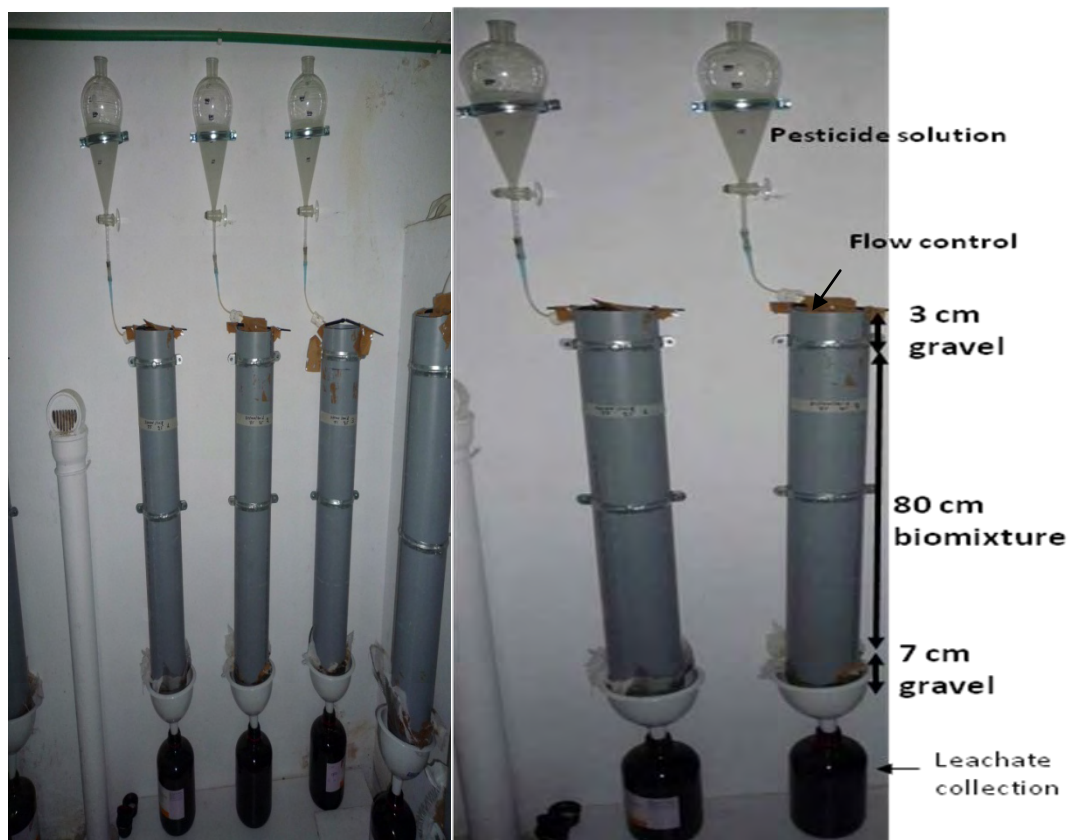 Pesticide solution
Flow control
3 cm
gravel
80 cm
biomixture
7 cm
gravel
Leachate
collection